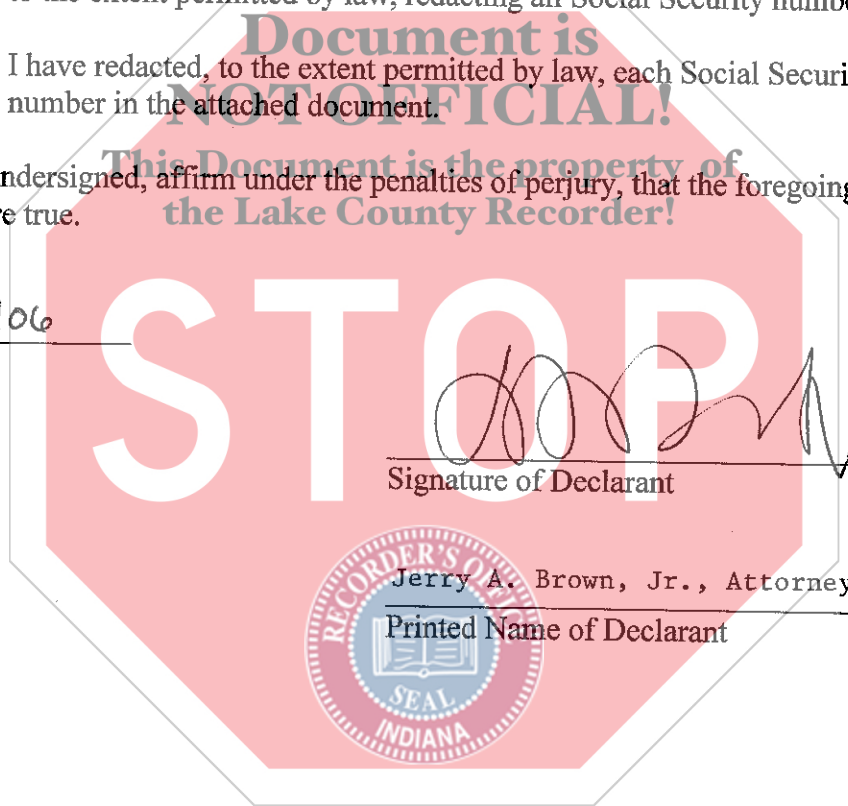 to the extent permitted by law, redacting all Social Security numbe
Document is
I have redacted, to the extent permitted by law, each Social Securi
number in the attached document.
NOT OFFICIAL!
This Document is the property of
ndersigned, affirm under the penalties of perjury, that the foregoing
e true.
the Lake County Recorder!
06
STOP
Signature of Declarant
RECORDER'S OFFICE
Jerry A. Brown, Jr., Attorney
Printed Name of Declarant
SEAL
INDIANA